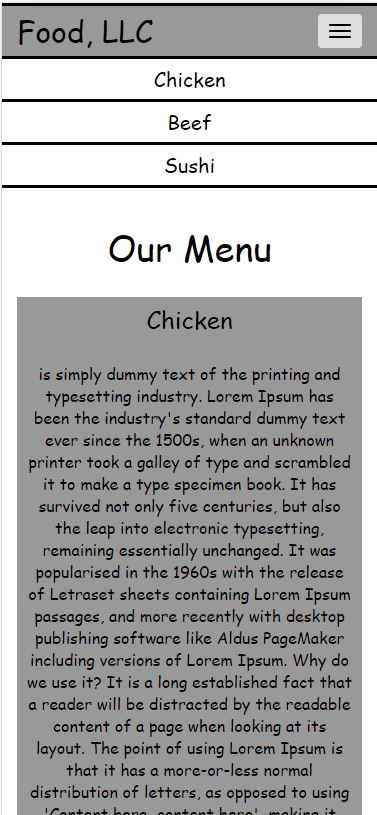 Food, LLC
Chicken
Beef
Sushi
Our Menu
Chicken
is simply dummy text of the printing and
typesetting industry. Lorem Ipsum has
been the industry's standard dummy text
ever since the 1500s, when an unknown
printer took a galley of type and scrambled
it to make a type specimen book. It has
survived not only five centuries, but also
the leap into electronic typesetting,
remaining essentially unchanged. It was
popularised in the 1960s with the release
of Letraset sheets containing Lorem Ipsum
passages, and more recently with desktop
publishing software like Aldus PageMaker
including versions of Lorem Ipsum. Why do
we use it? It is a long established fact that
a reader will be distracted by the readable
content of a page when looking at its
layout. The point of using Lorem Ipsum is
that it has a more-or-less normal
distribution of letters, as opposed to using
'Content here, content here', making it